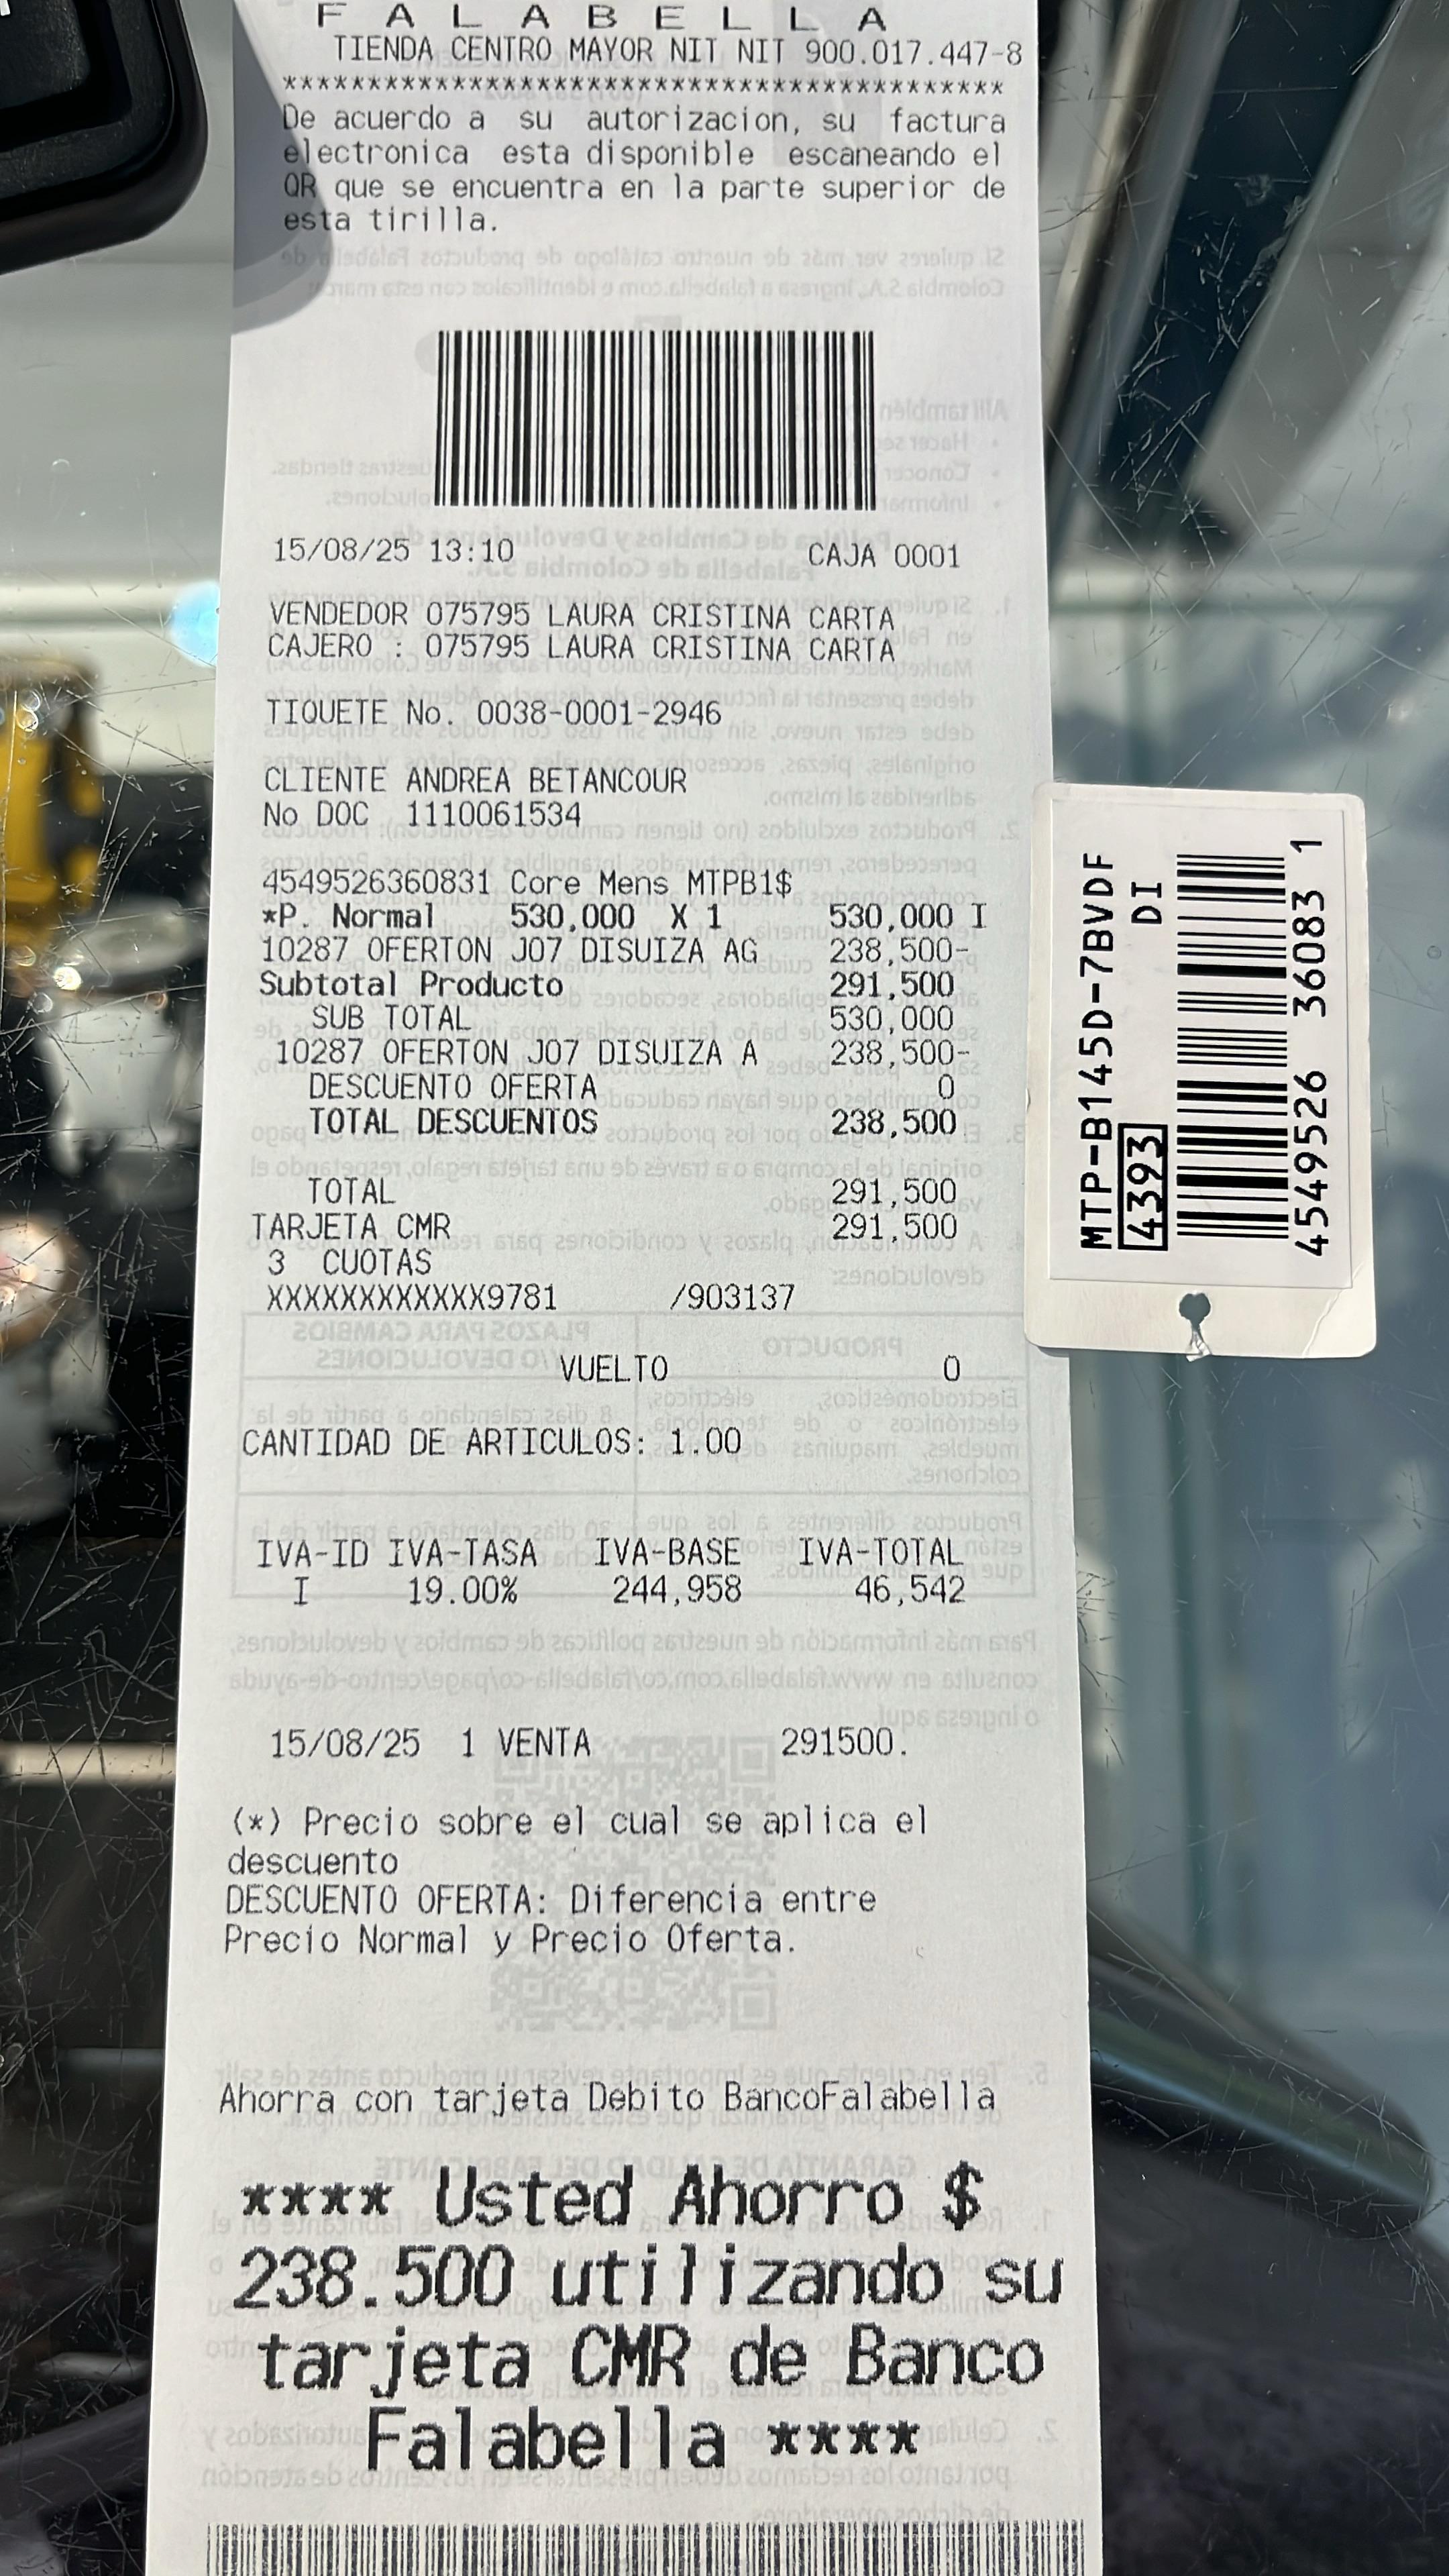 F A L A B E L L A
TIENDA CENTRO MAYOR NIT NIT 900.017.447-8
********************************************
De acuerdo a su autorizacion, su factura
electronica esta disponible escaneando el
QR que se encuentra en la parte superior de
esta tirilla.
15/08/25 13:10 CAJA 0001
VENDEDOR 075795 LAURA CRISTINA CARTA
CAJERO : 075795 LAURA CRISTINA CARTA
TIQUETE No. 0038-0001-2946
CLIENTE ANDREA BETANCOUR
No DOC 1110061534
4549526360831 Core Mens MTPB1$
*P. Normal 530,000 X 1 530,000 I
10287 OFERTON J07 DISUIZA AG 238,500-
Subtotal Producto 291,500
SUB TOTAL 530,000
10287 OFERTON J07 DISUIZA A 238,500-
DESCUENTO OFERTA 0
TOTAL DESCUENTOS 238,500
TOTAL 291,500
TARJETA CMR 291,500
3 CUOTAS
XXXXXXXXXXXX9781 /903137
VUELTO 0
CANTIDAD DE ARTICULOS: 1.00
IVA-ID IVA-TASA IVA-BASE IVA-TOTAL
I 19.00% 244,958 46,542
15/08/25 1 VENTA 291500.
(*) Precio sobre el cual se aplica el
descuento
DESCUENTO OFERTA: Diferencia entre
Precio Normal y Precio Oferta.
Ahorra con tarjeta Debito BancoFalabella
**** Usted Ahorro $
238.500 utilizando su
tarjeta CMR de Banco
Falabella ****
MTP-B145D-7BVDF
4393 DI
4549526 360831